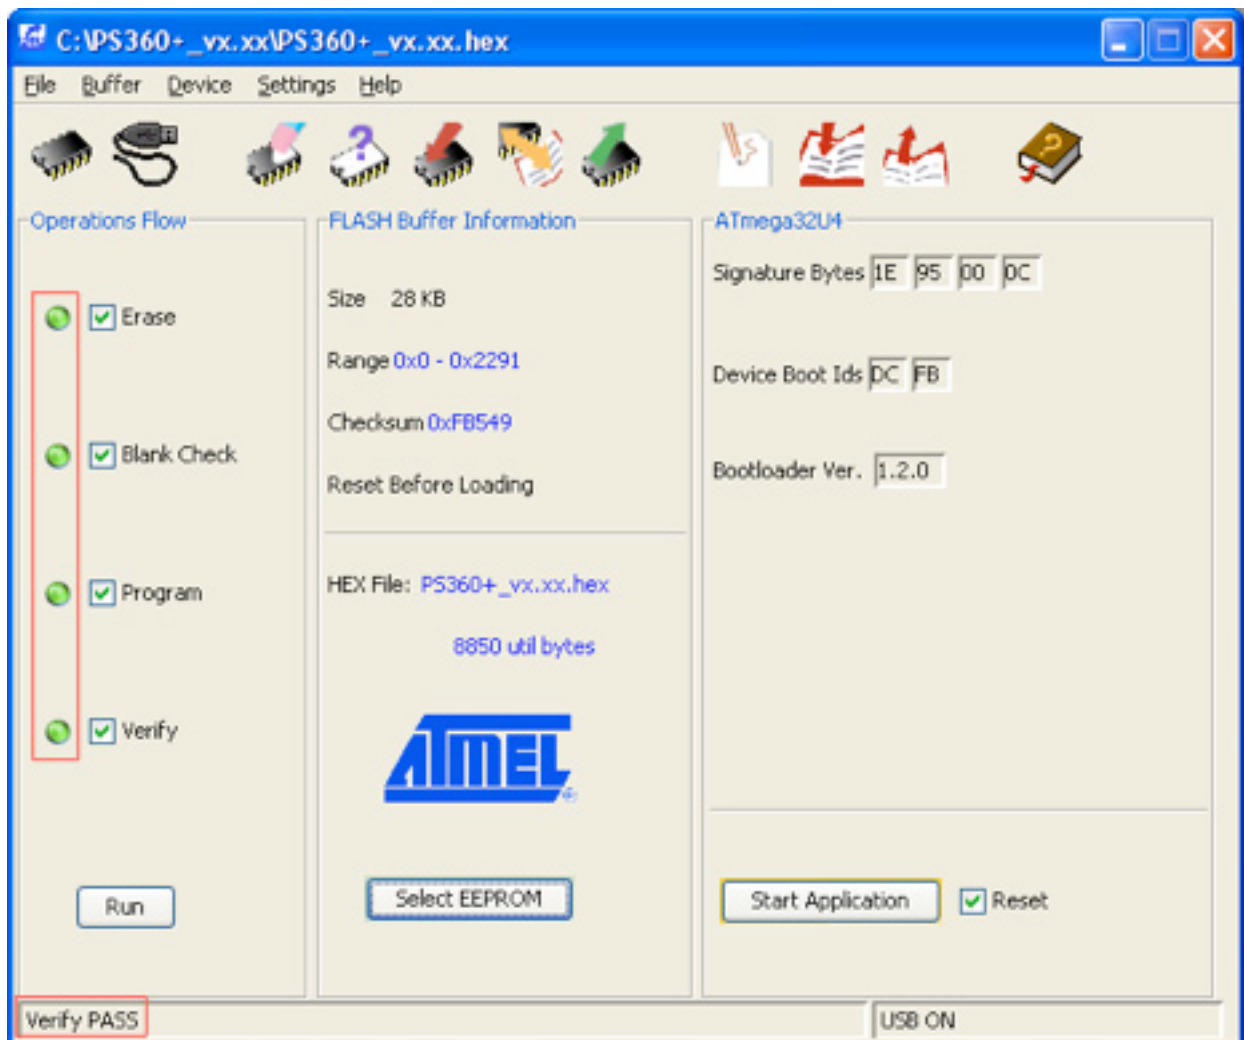 C:\PS360+_vx.xx\PS360+_vx.xx.hex
File Buffer Device Settings Help
Operations Flow
Erase
Blank Check
Program
Verify
Run
FLASH Buffer Information
Size 28 KB
Range 0x0 - 0x2291
Checksum 0xFB549
Reset Before Loading
HEX File: PS360+_vx.xx.hex
8850 util bytes
ATMEL
Select EEPROM
ATmega32U4
Signature Bytes 1E 95 00 0C
Device Boot Ids DC FB
Bootloader Ver. 1.2.0
Start Application Reset
Verify PASS USB ON